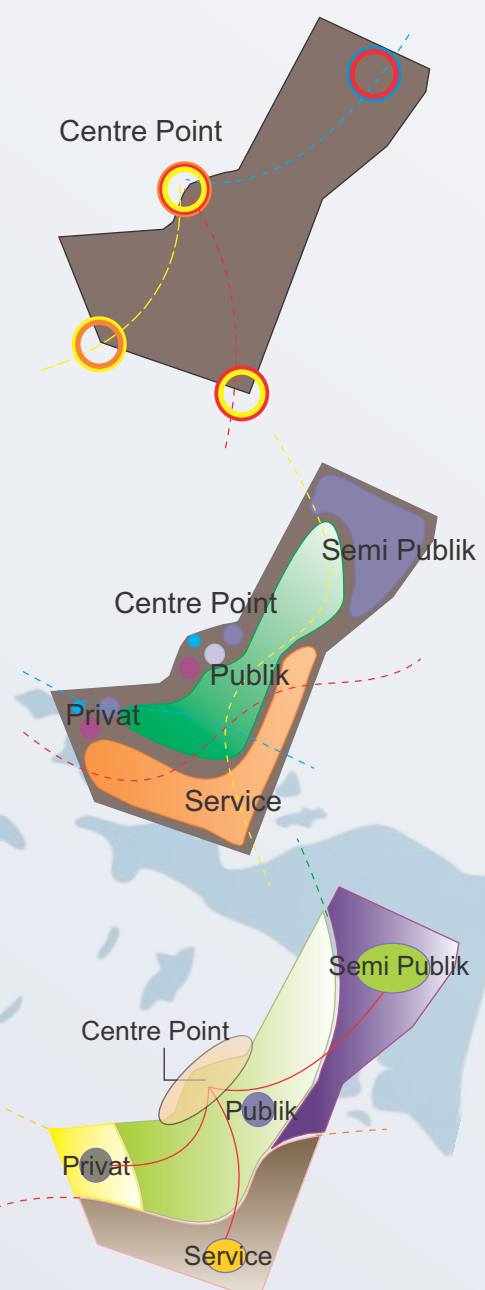 Centre Point
Semi Publik
Centre Point
Publik
Privat
Service
Semi Publik
Centre Point
Publik
Privat
Service